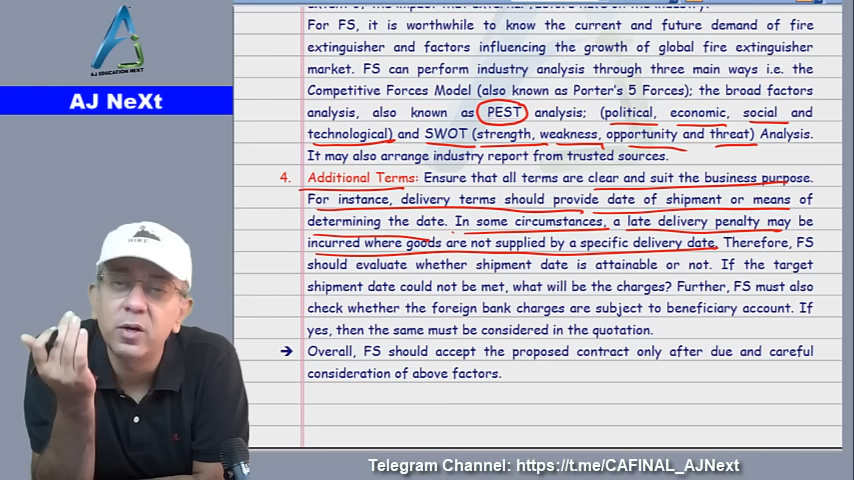 AJ EDUCATION NEXT
AJ NeXt
For FS, it is worthwhile to know the current and future demand of fire
extinguisher and factors influencing the growth of global fire extinguisher
market. FS can perform industry analysis through three main ways i.e. the
Competitive Forces Model (also known as Porter's 5 Forces); the broad factors
analysis, also known as PEST analysis; (political, economic, social and
technological) and SWOT (strength, weakness, opportunity and threat) Analysis.
It may also arrange industry report from trusted sources.
4. Additional Terms: Ensure that all terms are clear and suit the business purpose.
For instance, delivery terms should provide date of shipment or means of
determining the date. In some circumstances, a late delivery penalty may be
incurred where goods are not supplied by a specific delivery date. Therefore, FS
should evaluate whether shipment date is attainable or not. If the target
shipment date could not be met, what will be the charges? Further, FS must also
check whether the foreign bank charges are subject to beneficiary account. If
yes, then the same must be considered in the quotation.
➔ Overall, FS should accept the proposed contract only after due and careful
consideration of above factors.
Telegram Channel: https://t.me/CAFINAL_AJNext